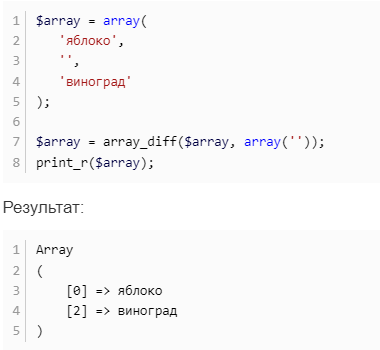 1 $array = array(
2 'яблоко',
3 '',
4 'виноград'
5 );
6
7 $array = array_diff($array, array(''));
8 print_r($array);
Результат:
1 Array
2 (
3 [0] => яблоко
4 [2] => виноград
5 )